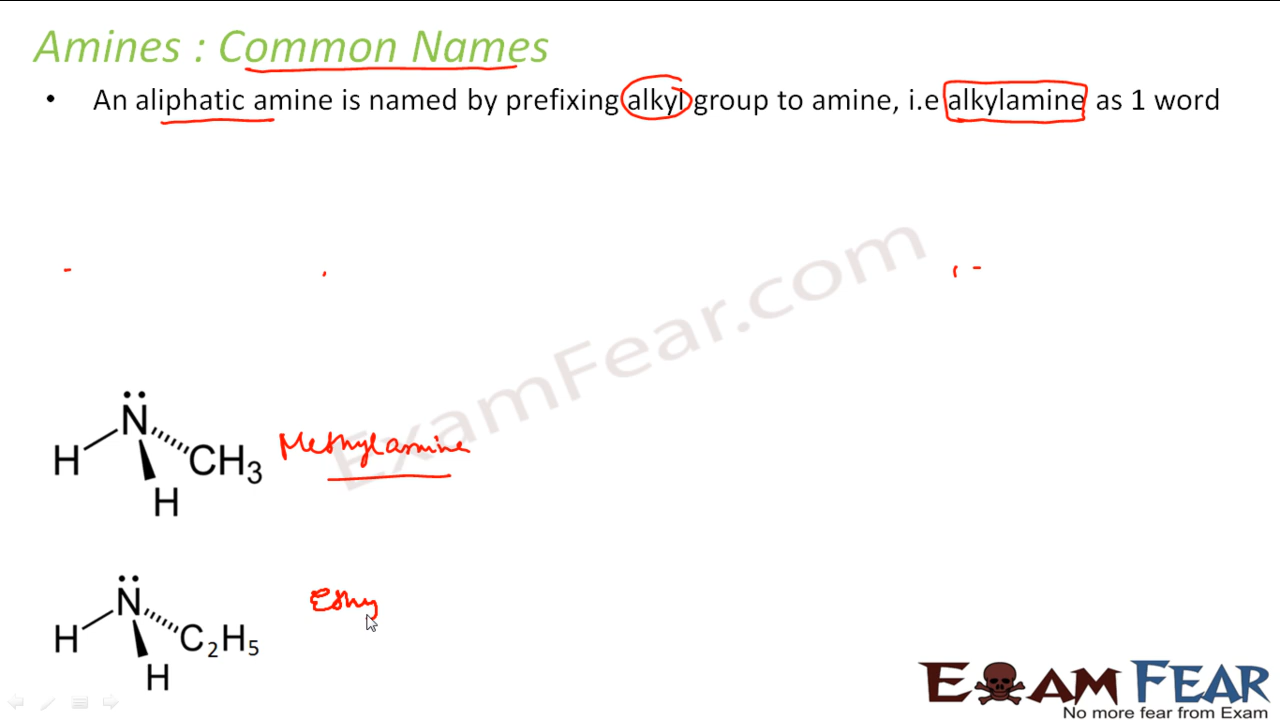 Amines : Common Names
• An aliphatic amine is named by prefixing alkyl group to amine, i.e alkylamine as 1 word
ExamFear.com
N
H
CH3
H
Methylamine
N
H
C2H5
H
Ethy
EXAM FEAR
No more fear from Exam